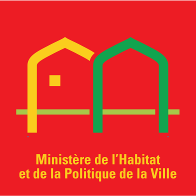 Ministère de l'Habitat
et de la Politique de la Ville